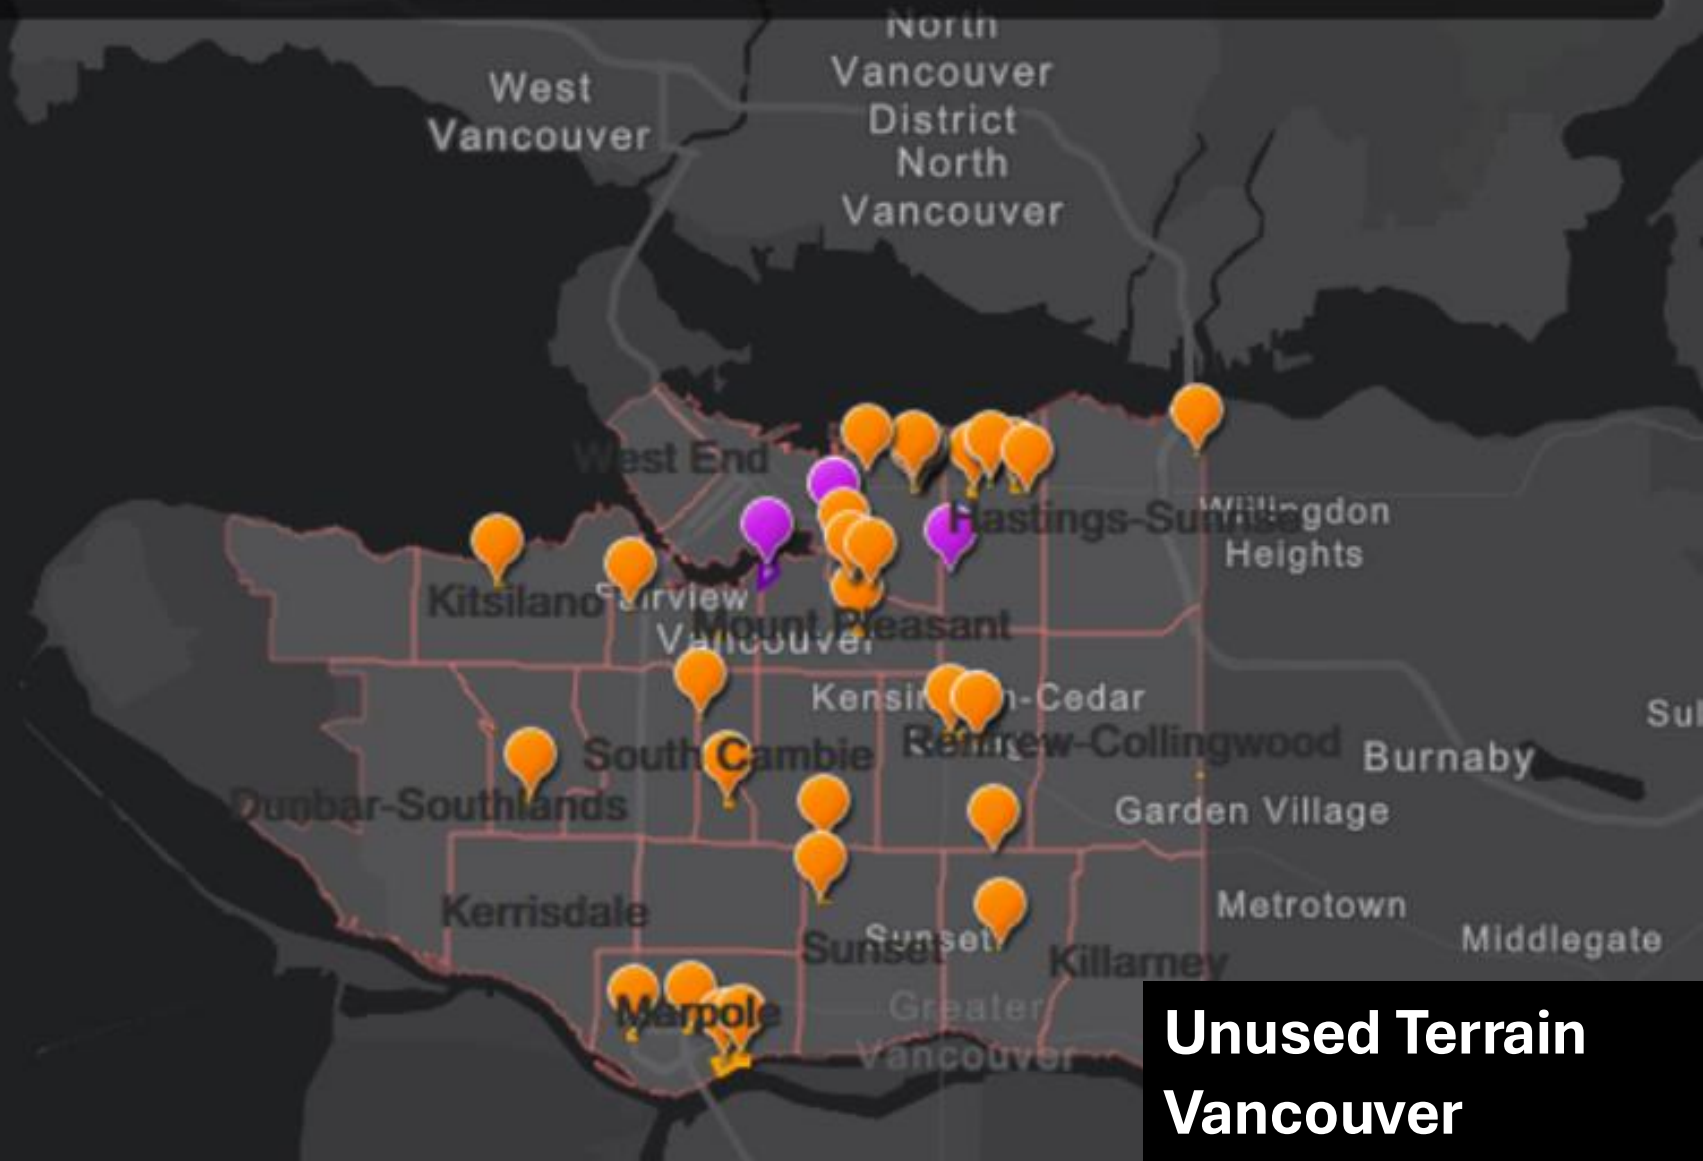 North
Vancouver
District
West
Vancouver
North
Vancouver
West End
Hastings-Sunrise
Willingdon
Heights
Kitsilano
Fairview
Mount Pleasant
Vancouver
Sul
Renfrew-Collingwood
South Cambie
Burnaby
Dunbar-Southlands
Garden Village
Kerrisdale
Metrotown
Sunset
Sunset
Middlegate
Killarney
Marpole
Greater
Vancouver
Unused Terrain
Vancouver